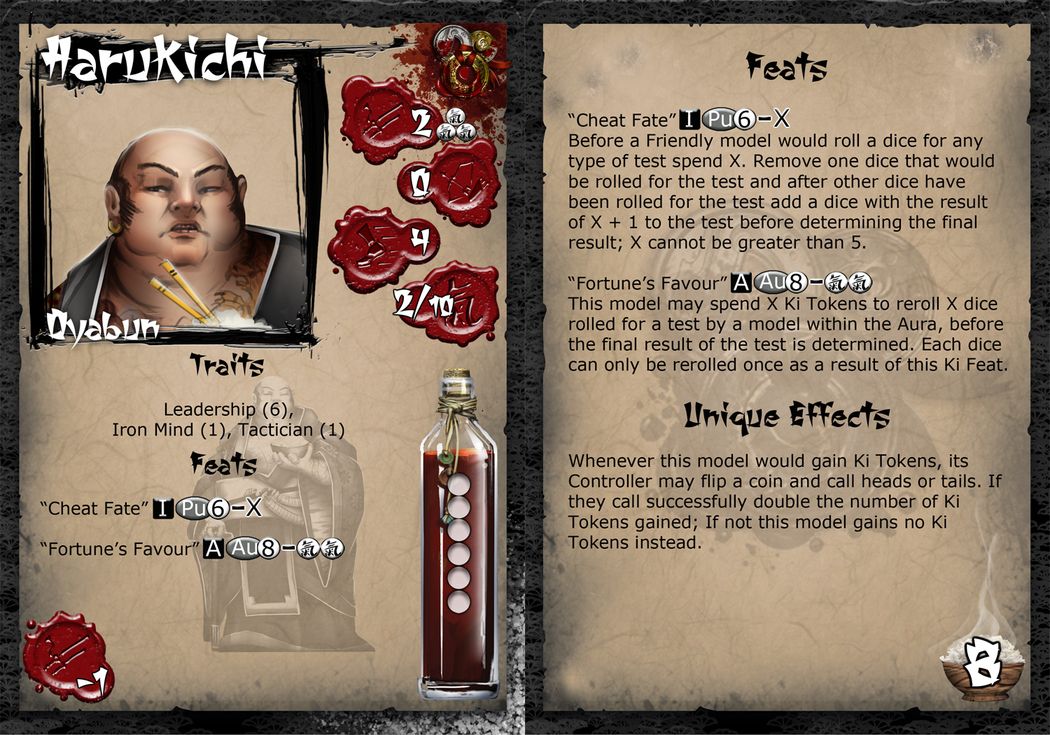 HaruKichi
2 氣 氣氣
0
4
2/10
Oyabun
Traits
Leadership (6),
Iron Mind (1), Tactician (1)
Feats
“Cheat Fate” I Pu6-X
“Fortune’s Favour” A Au8-氣氣
-1
Feats
“Cheat Fate” I Pu6-X
Before a Friendly model would roll a dice for any
type of test spend X. Remove one dice that would
be rolled for the test and after other dice have
been rolled for the test add a dice with the result
of X + 1 to the test before determining the final
result; X cannot be greater than 5.
“Fortune’s Favour” A Au8-氣氣
This model may spend X Ki Tokens to reroll X dice
rolled for a test by a model within the Aura, before
the final result of the test is determined. Each dice
can only be rerolled once as a result of this Ki Feat.
Unique Effects
Whenever this model would gain Ki Tokens, its
Controller may flip a coin and call heads or tails. If
they call successfully double the number of Ki
Tokens gained; If not this model gains no Ki
Tokens instead.
8